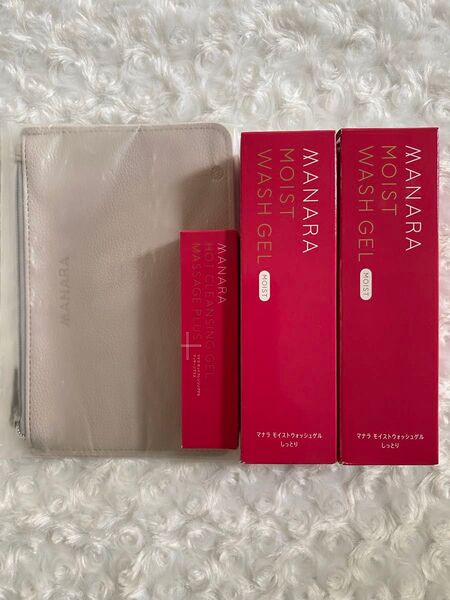 MANARA
MANARA
HOT CLEANSING GEL
MASSAGE PLUS
MANARA
MOIST
WASH GEL
MOIST
マナラ モイストウォッシュゲル
しっとり
MANARA
MOIST
WASH GEL
MOIST
マナラ モイストウォッシュゲル
しっとり